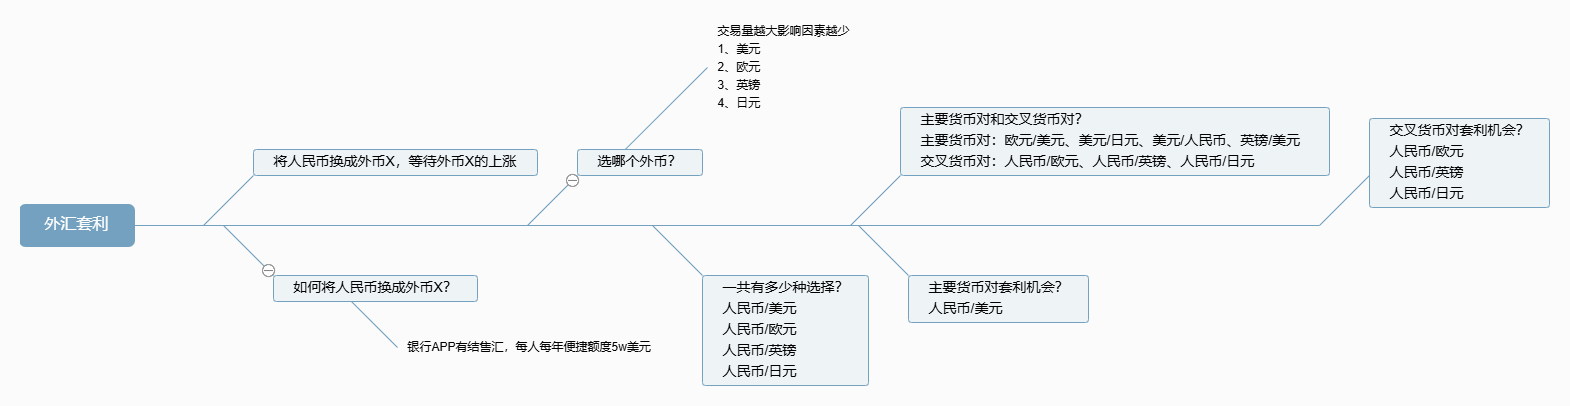 外汇套利
将人民币换成外币X，等待外币X的上涨
如何将人民币换成外币X？
银行APP有结售汇，每人每年便捷额度5w美元
选哪个外币？
交易量越大影响因素越少
1、美元
2、欧元
3、英镑
4、日元
一共有多少种选择？
人民币/美元
人民币/欧元
人民币/英镑
人民币/日元
主要货币对和交叉货币对？
主要货币对：欧元/美元、美元/日元、美元/人民币、英镑/美元
交叉货币对：人民币/欧元、人民币/英镑、人民币/日元
主要货币对套利机会？
人民币/美元
交叉货币对套利机会？
人民币/欧元
人民币/英镑
人民币/日元